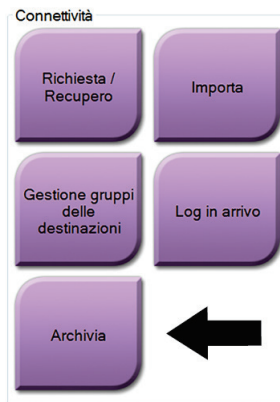 Connettività
Richiesta /
Recupero
Importa
Gestione gruppi
delle
destinazioni
Log in arrivo
Archivia